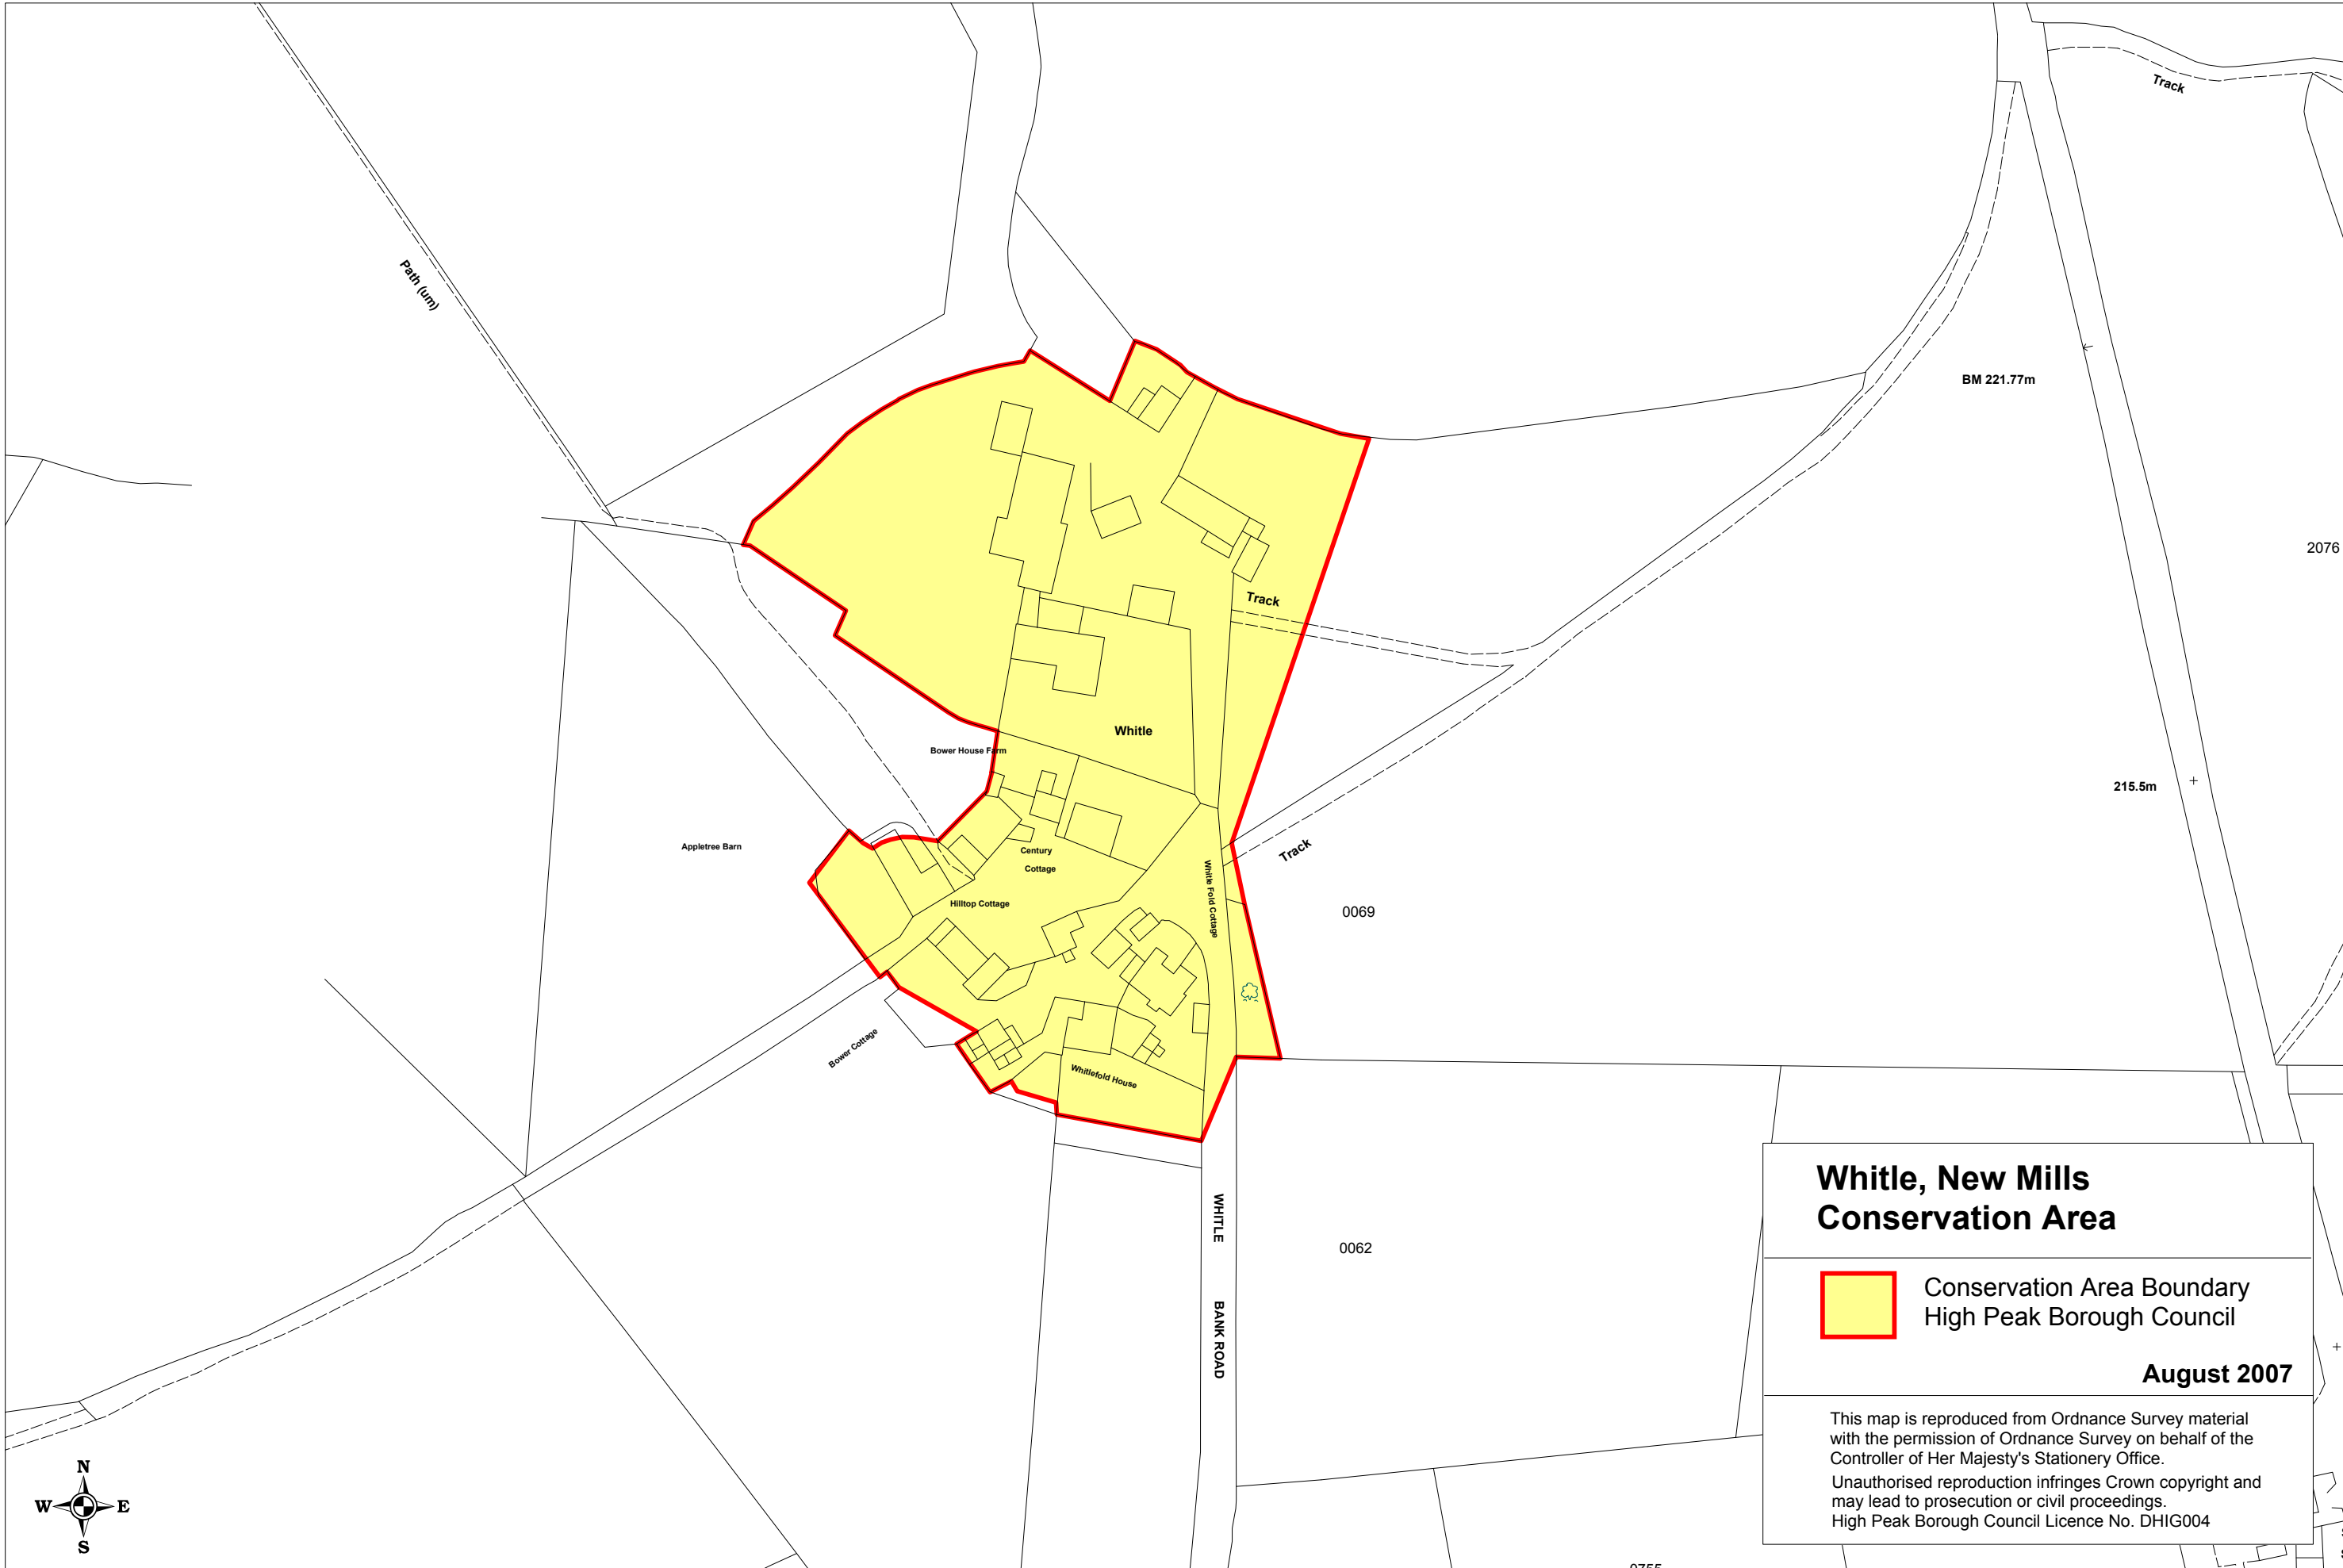 Track
Path (um)
BM 221.77m
2076
Track
Whitle
Bower House Farm
215.5m
Appletree Barn
Century
Cottage
Track
Whitle Fold Cottage
Hilltop Cottage
0069
Bower Cottage
Whitlefold House
WHITLE BANK ROAD
0062
Whitle, New Mills
Conservation Area
Conservation Area Boundary
High Peak Borough Council
August 2007
This map is reproduced from Ordnance Survey material
with the permission of Ordnance Survey on behalf of the
Controller of Her Majesty's Stationery Office.
Unauthorised reproduction infringes Crown copyright and
may lead to prosecution or civil proceedings.
High Peak Borough Council Licence No. DHIG004
N
W E
S